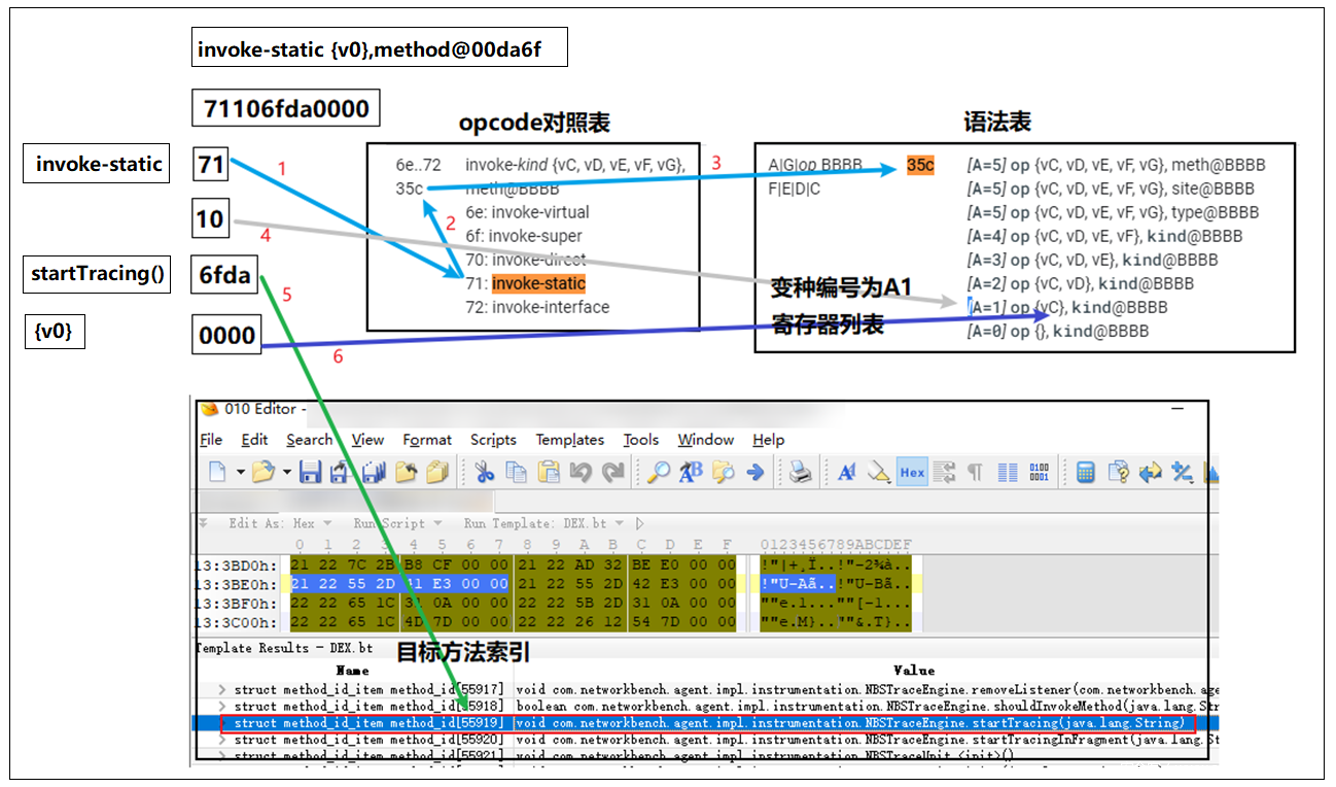 invoke-static {v0},method@00da6f
71106fda0000
opcode对照表
语法表
invoke-static
71
1
6e..72 invoke-kind {vC, vD, vE, vF, vG},
35c meth@BBBB
6e: invoke-virtual
6f: invoke-super
70: invoke-direct
71: invoke-static
72: invoke-interface
2
3
A|G|op BBBB
F|E|D|C
35c
[A=5] op {vC, vD, vE, vF, vG}, meth@BBBB
[A=5] op {vC, vD, vE, vF, vG}, site@BBBB
[A=5] op {vC, vD, vE, vF, vG}, type@BBBB
[A=4] op {vC, vD, vE, vF}, kind@BBBB
[A=3] op {vC, vD, vE}, kind@BBBB
[A=2] op {vC, vD}, kind@BBBB
[A=1] op {vC}, kind@BBBB
[A=0] op {}, kind@BBBB
变种编号为A1
寄存器列表
10
4
startTracing()
6fda
5
{v0}
0000
6
010 Editor -
File Edit Search View Format Scripts Templates Tools Window Help
Hex
Edit As: Hex Run Script Run Template: DEX.bt
0 1 2 3 4 5 6 7 8 9 A B C D E F 0123456789ABCDEF
13:3BD0h: 21 22 7C 2B B8 CF 00 00 21 22 AD 32 BE E0 00 00 !"|+¸Ï..!"­-2¾à..
13:3BE0h: 21 22 55 2D 41 E3 00 00 21 22 55 2D 42 E3 00 00 !"U-Aã..!"U-Bã..
13:3BF0h: 22 22 65 1C 31 0A 00 00 22 22 5B 2D 31 0A 00 00 ""e.1...""[-1...
13:3C00h: 22 22 65 1C 4D 7D 00 00 22 22 26 12 54 7D 00 00 ""e.M}..""&.T}..
Template Results - DEX.bt
目标方法索引
Name Value
struct method_id_item method_id[55917] void com.networkbench.agent.impl.instrumentation.NBSTraceEngine.removeListener(com.networkbench.age
struct method_id_item method_id[55918] boolean com.networkbench.agent.impl.instrumentation.NBSTraceEngine.shouldInvokeMethod(java.lang.Str
struct method_id_item method_id[55919] void com.networkbench.agent.impl.instrumentation.NBSTraceEngine.startTracing(java.lang.String)
struct method_id_item method_id[55920] void com.networkbench.agent.impl.instrumentation.NBSTraceEngine.startTracingInFragment(java.lang.St
struct method_id_item method_id[55921] void com.networkbench.agent.impl.instrumentation.NBSTraceUnit.<init>()